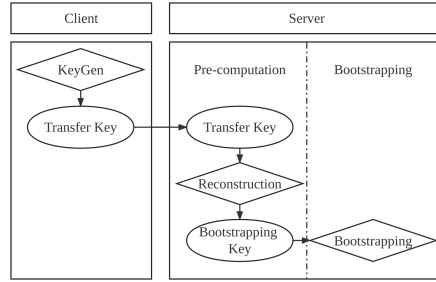 Client
Server
KeyGen
Pre-computation
Bootstrapping
Transfer Key
Transfer Key
Reconstruction
Bootstrapping
Key
Bootstrapping